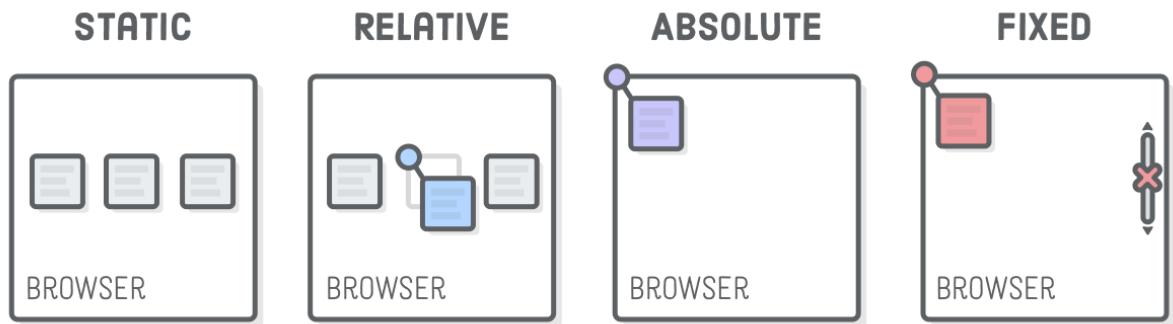 STATIC
RELATIVE
ABSOLUTE
FIXED
BROWSER
BROWSER
BROWSER
BROWSER